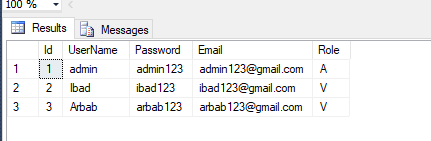 100 %
Results Messages
Id UserName Password Email Role
1 1 admin admin123 admin123@gmail.com A
2 2 Ibad ibad123 ibad123@gmail.com V
3 3 Arbab arbab123 arbab123@gmail.com V